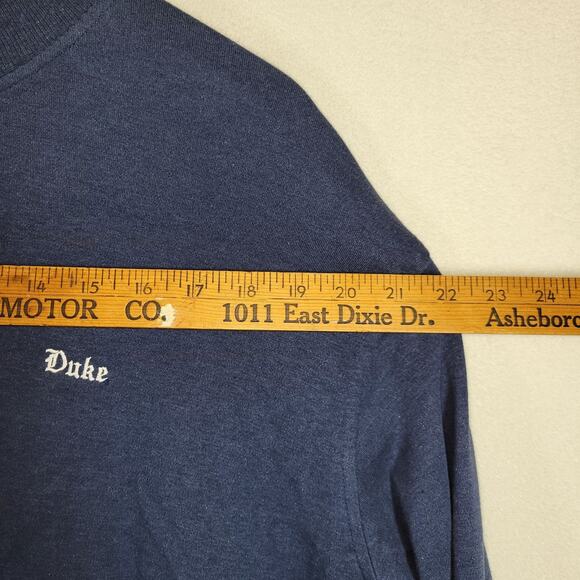 14 15 16 17 18 19 20 21 22 23 24
MOTOR CO. 1011 East Dixie Dr. Asheboro
Duke